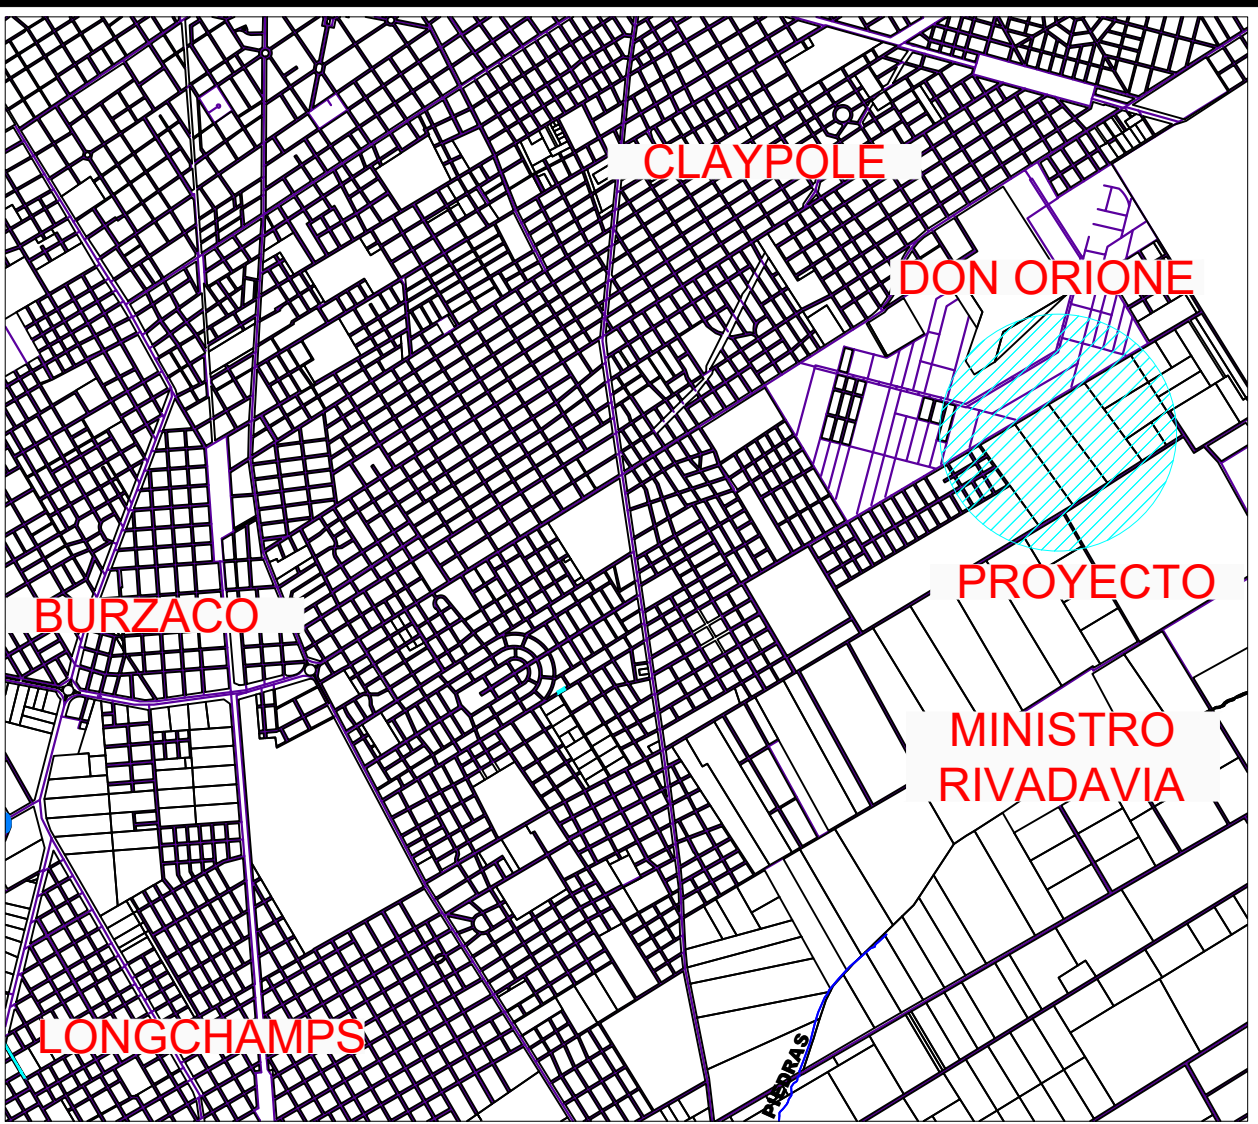 CLAYPOLE
DON ORIONE
PROYECTO
BURZACO
MINISTRO
RIVADAVIA
LONGCHAMPS
PIEDRAS